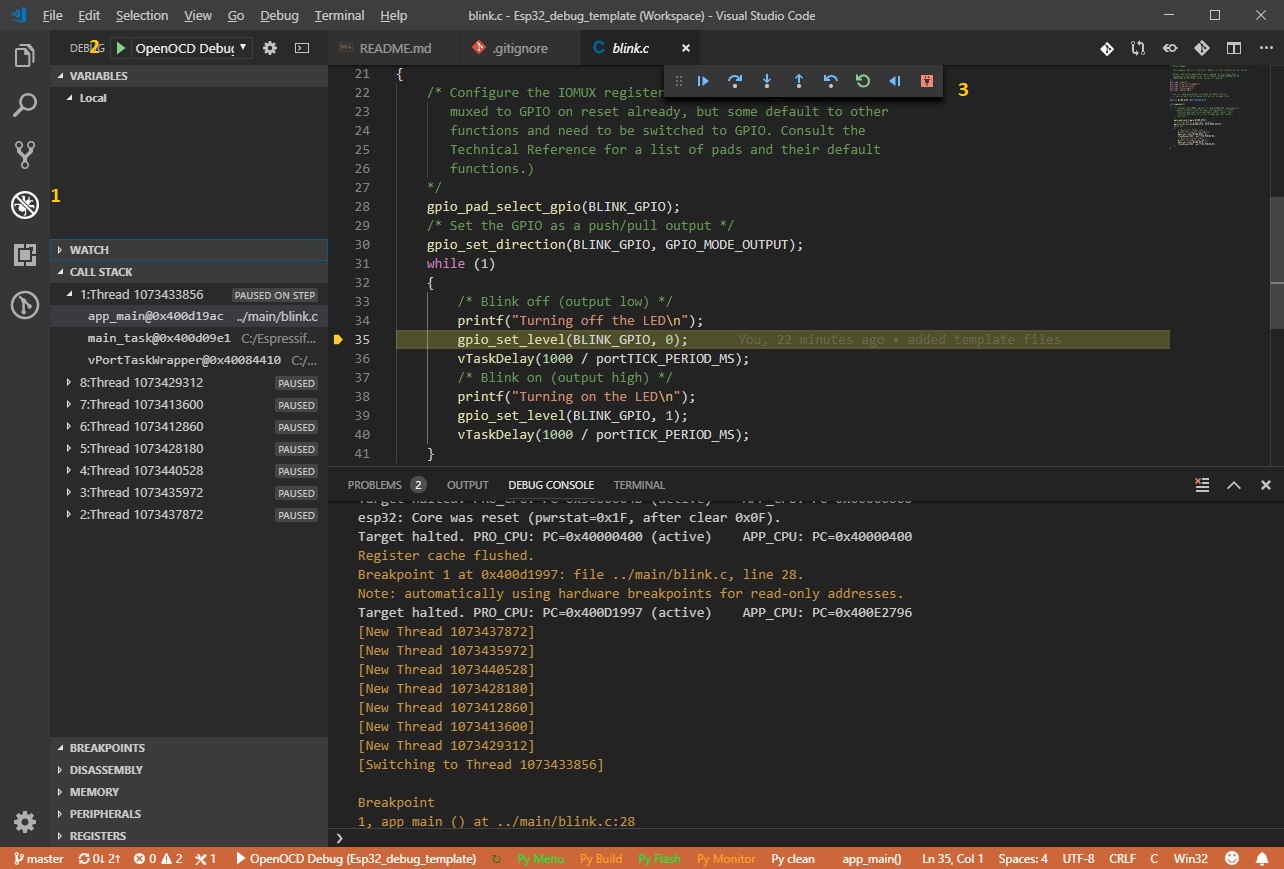 File Edit Selection View Go Debug Terminal Help
blink.c - Esp32_debug_template (Workspace) - Visual Studio Code
DEBUG
2
OpenOCD Debug
README.md
.gitignore
C blink.c
VARIABLES
Local
1
WATCH
CALL STACK
1:Thread 1073433856 PAUSED ON STEP
app_main@0x400d19ac ../main/blink.c
main_task@0x400d09e1 C:/Espressif...
vPortTaskWrapper@0x40084410 C:/...
8:Thread 1073429312 PAUSED
7:Thread 1073413600 PAUSED
6:Thread 1073412860 PAUSED
5:Thread 1073428180 PAUSED
4:Thread 1073440528 PAUSED
3:Thread 1073435972 PAUSED
2:Thread 1073437872 PAUSED
BREAKPOINTS
DISASSEMBLY
MEMORY
PERIPHERALS
REGISTERS
3
21 {
22 /* Configure the IOMUX register
23 muxed to GPIO on reset already, but some default to other
24 functions and need to be switched to GPIO. Consult the
25 Technical Reference for a list of pads and their default
26 functions.)
27 */
28 gpio_pad_select_gpio(BLINK_GPIO);
29 /* Set the GPIO as a push/pull output */
30 gpio_set_direction(BLINK_GPIO, GPIO_MODE_OUTPUT);
31 while (1)
32 {
33 /* Blink off (output low) */
34 printf("Turning off the LED\n");
35 gpio_set_level(BLINK_GPIO, 0); You, 22 minutes ago • added template files
36 vTaskDelay(1000 / portTICK_PERIOD_MS);
37 /* Blink on (output high) */
38 printf("Turning on the LED\n");
39 gpio_set_level(BLINK_GPIO, 1);
40 vTaskDelay(1000 / portTICK_PERIOD_MS);
41 }
PROBLEMS 2 OUTPUT DEBUG CONSOLE TERMINAL
esp32: Core was reset (pwrstat=0x1F, after clear 0x0F).
Target halted. PRO_CPU: PC=0x40000400 (active) APP_CPU: PC=0x40000400
Register cache flushed.
Breakpoint 1 at 0x400d1997: file ../main/blink.c, line 28.
Note: automatically using hardware breakpoints for read-only addresses.
Target halted. PRO_CPU: PC=0x400D1997 (active) APP_CPU: PC=0x400E2796
[New Thread 1073437872]
[New Thread 1073435972]
[New Thread 1073440528]
[New Thread 1073428180]
[New Thread 1073412860]
[New Thread 1073413600]
[New Thread 1073429312]
[Switching to Thread 1073433856]
Breakpoint
1, app_main () at ../main/blink.c:28
master 0↓ 2↑ 0 2 1 OpenOCD Debug (Esp32_debug_template) Py Menu Py Build Py Flash Py Monitor Py clean app_main() Ln 35, Col 1 Spaces: 4 UTF-8 CRLF C Win32